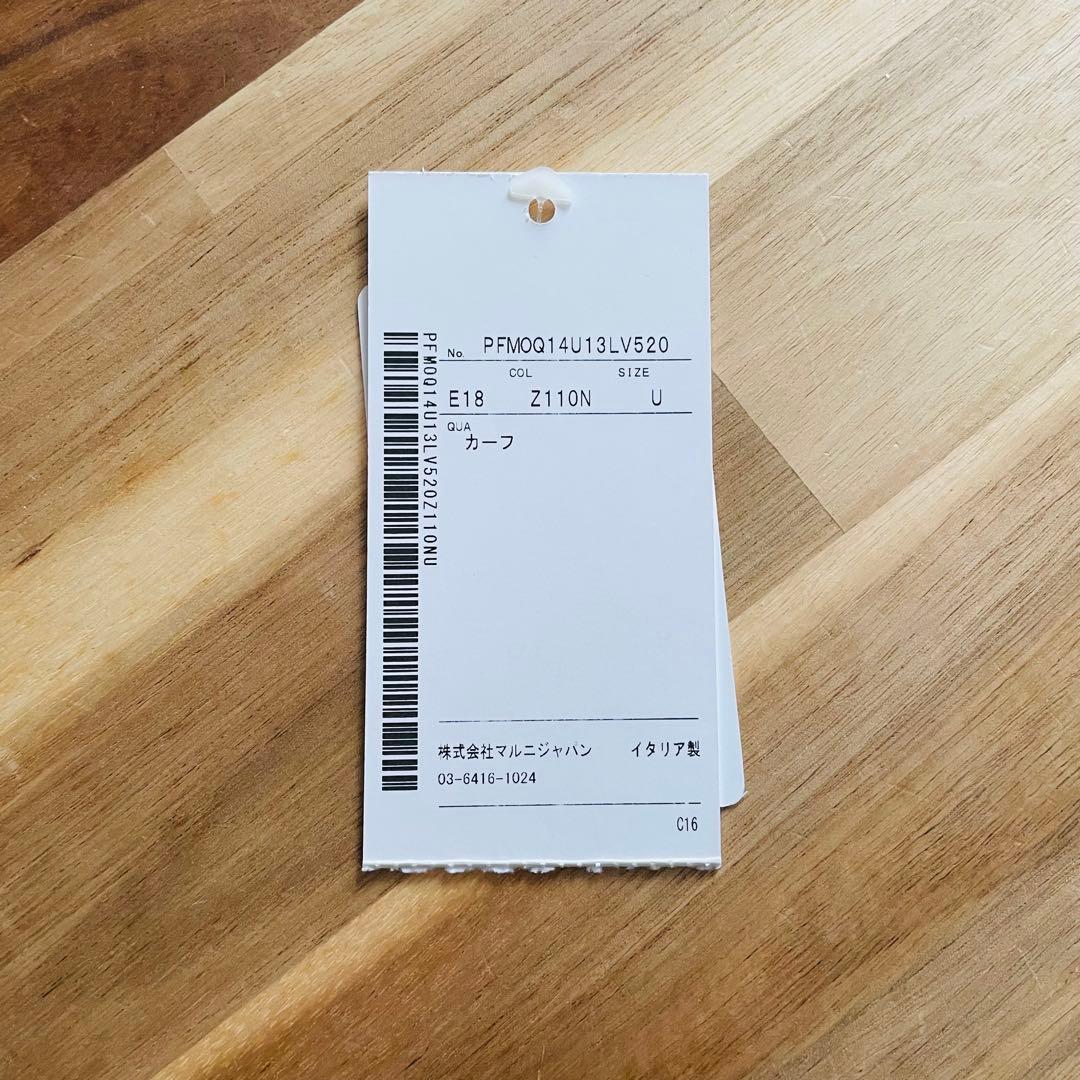 No. PFMOQ14U13LV520
COL SIZE
E18 Z110N U
QUA
カーフ
PFMOQ14U13LV520Z110NU
株式会社マルニジャパン イタリア製
03-6416-1024
C16